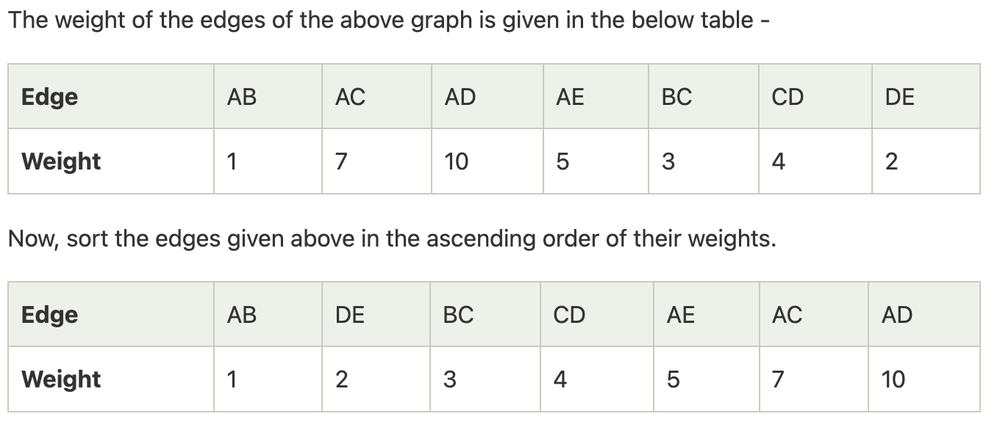 The weight of the edges of the above graph is given in the below table -
Edge AB AC AD AE BC CD DE
Weight 1 7 10 5 3 4 2
Now, sort the edges given above in the ascending order of their weights.
Edge AB DE BC CD AE AC AD
Weight 1 2 3 4 5 7 10